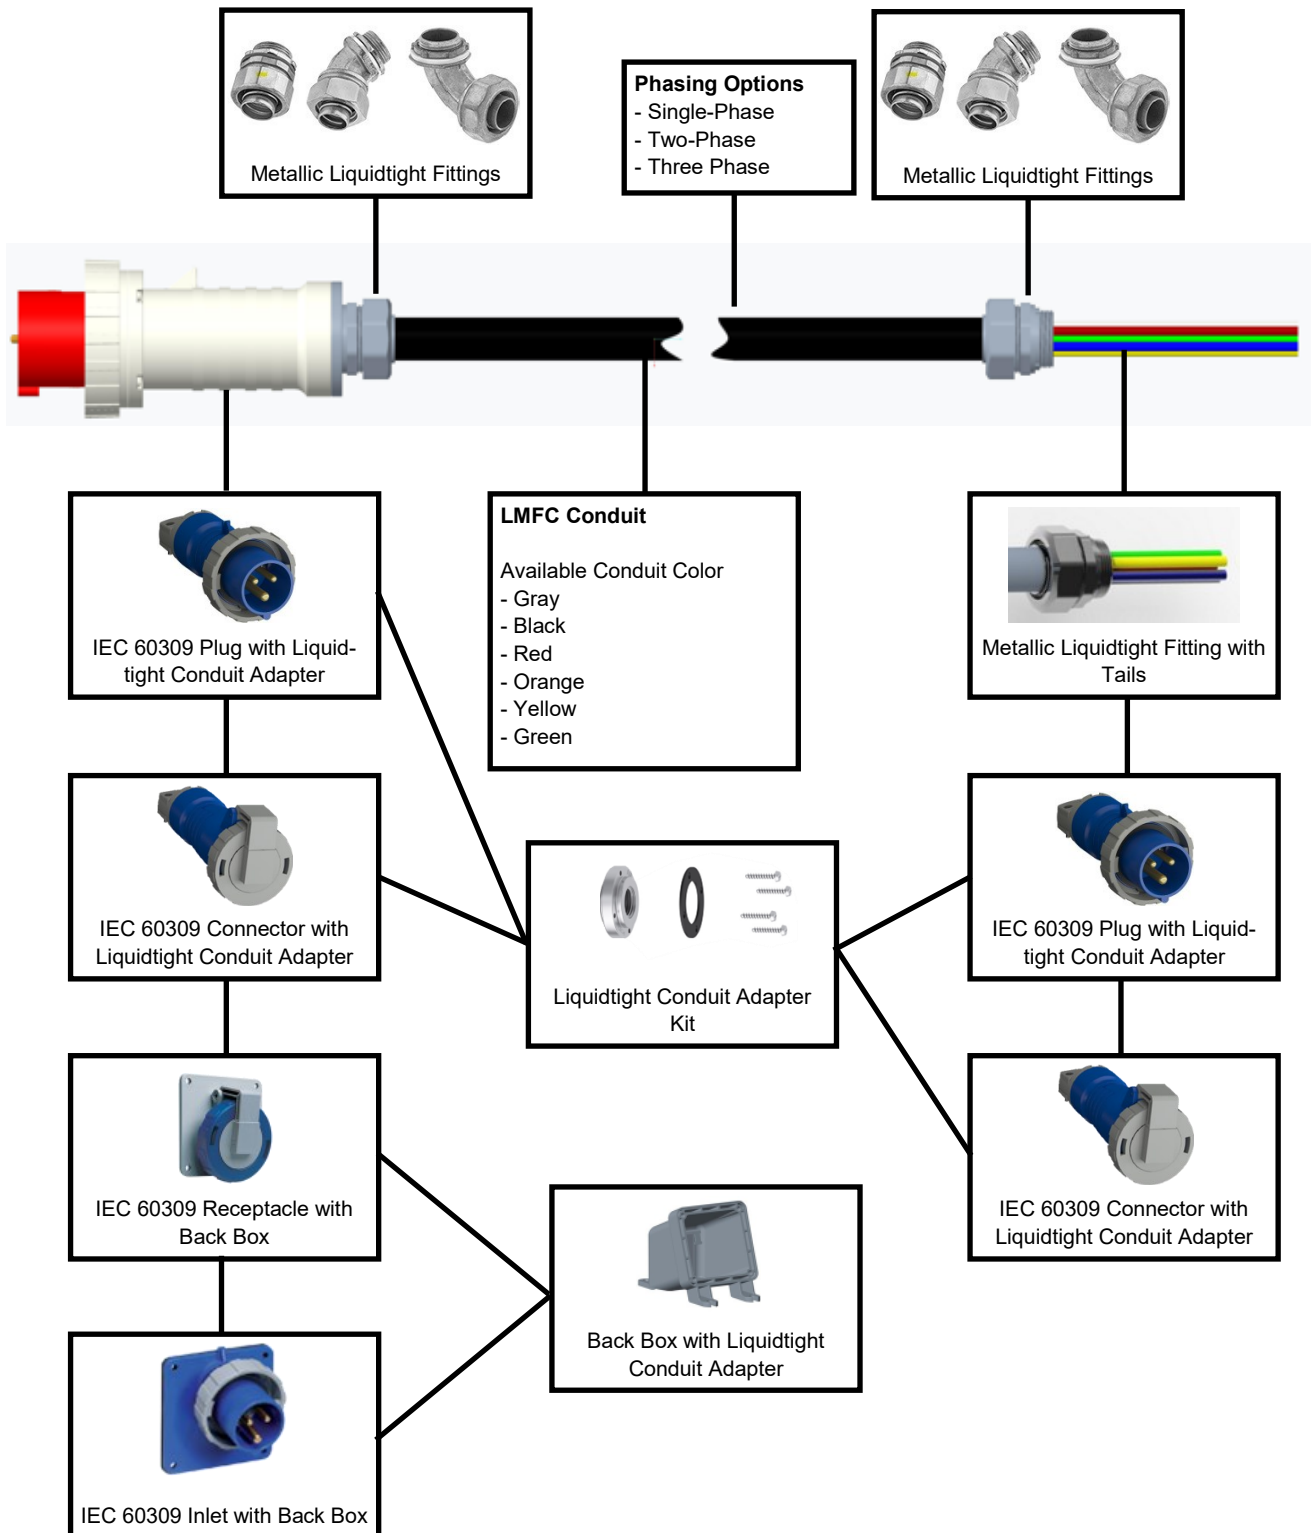 Metallic Liquidtight Fittings
Phasing Options
- Single-Phase
- Two-Phase
- Three Phase
Metallic Liquidtight Fittings
IEC 60309 Plug with Liquid-
tight Conduit Adapter
LMFC Conduit
Available Conduit Color
- Gray
- Black
- Red
- Orange
- Yellow
- Green
Metallic Liquidtight Fitting with
Tails
IEC 60309 Connector with
Liquidtight Conduit Adapter
Liquidtight Conduit Adapter
Kit
IEC 60309 Plug with Liquid-
tight Conduit Adapter
IEC 60309 Receptacle with
Back Box
Back Box with Liquidtight
Conduit Adapter
IEC 60309 Connector with
Liquidtight Conduit Adapter
IEC 60309 Inlet with Back Box